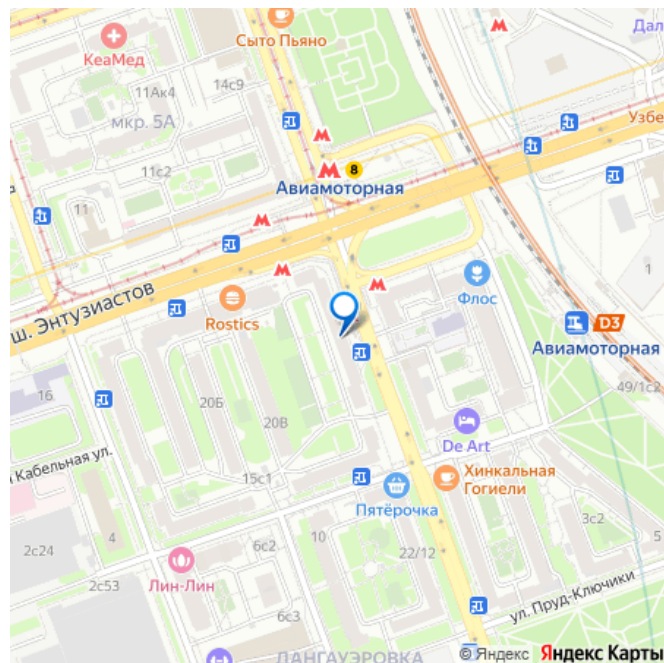 КеаМед
Сыто Пьяно
Дал
14с9
11Ак4
мкр. 5А
Узбе
8
Авиамоторная
11с2
11
ш. Энтузиастов
Rostics
Флос
1
D3
Авиамоторная
49/1с2
16
20Б
20В
De Art
я Кабельная ул.
15с1
Хинкальная
Гогиели
Пятёрочка
4
10
22/12
3с2
2с24
6с2
2с53
Лин-Лин
6с3
ул. Пруд-Ключики
ЛАНГАУЭРОВКА
© Яндекс Яндекс Карты